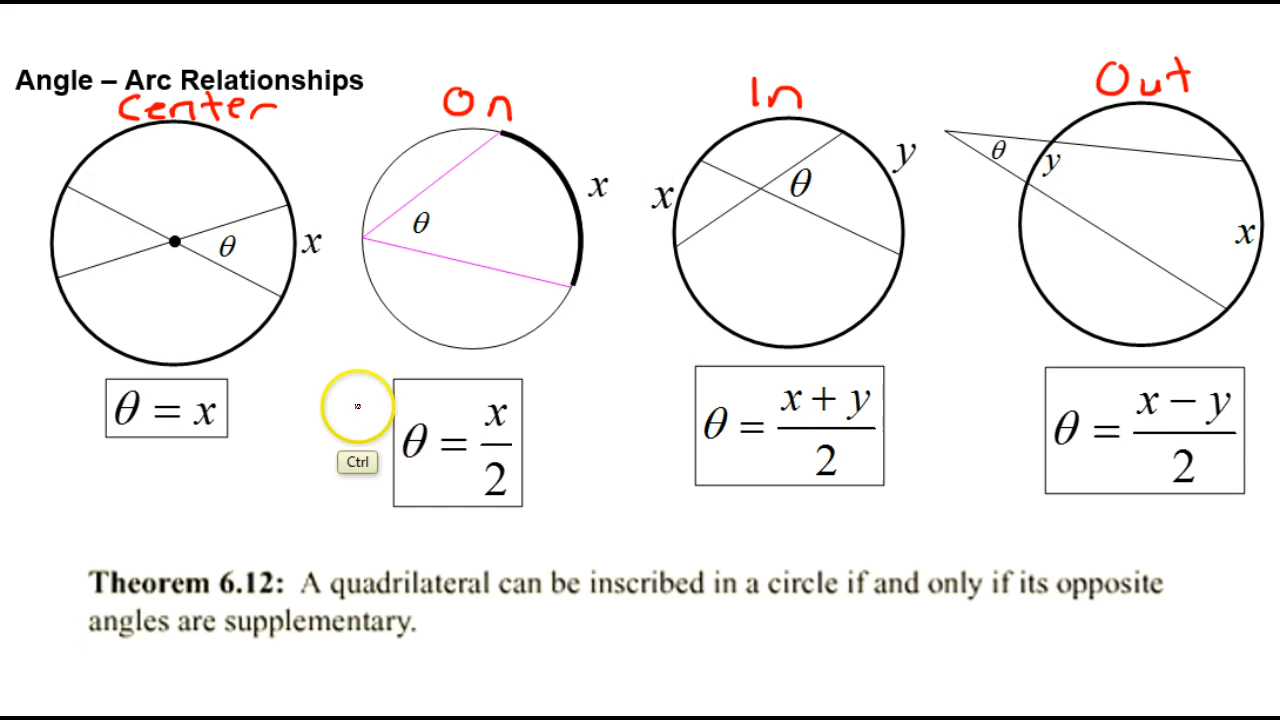 Angle – Arc Relationships
Center
On
In
Out
θ
x
θ
x
x
θ
y
θ
y
x
θ = x
θ = x/2
θ = (x + y)/2
θ = (x − y)/2
Ctrl
Theorem 6.12: A quadrilateral can be inscribed in a circle if and only if its opposite
angles are supplementary.